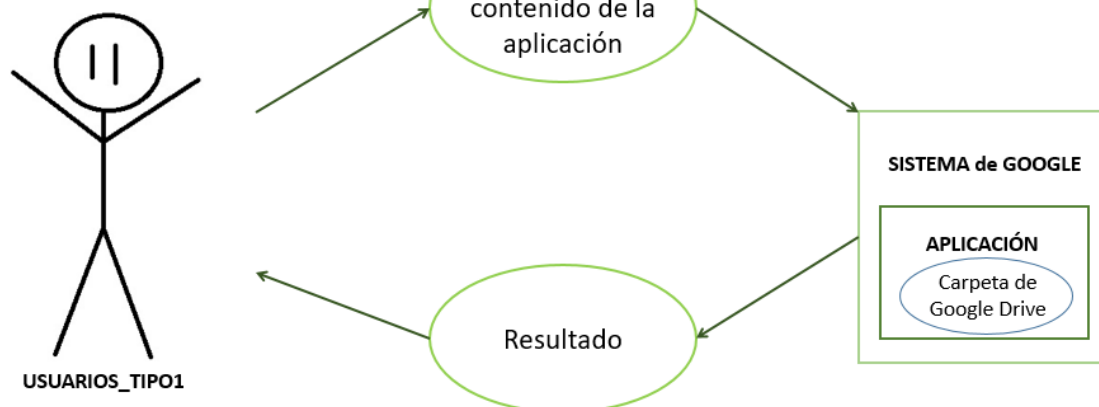 contenido de la
aplicación
SISTEMA de GOOGLE
APLICACIÓN
Carpeta de
Google Drive
Resultado
USUARIOS_TIPO1